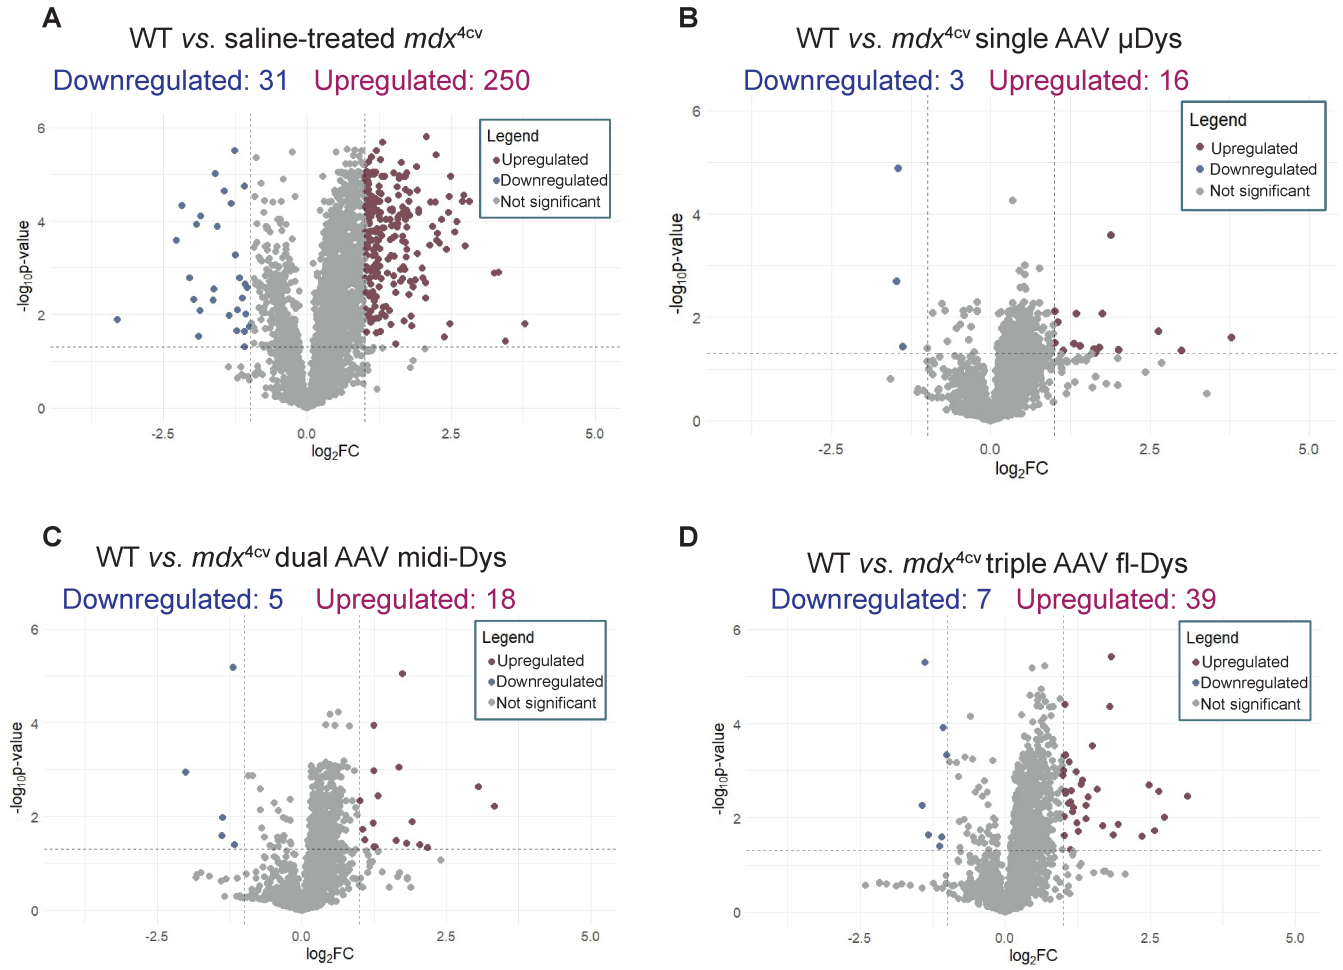 A
WT vs. saline-treated mdx4cv
Downregulated: 31 Upregulated: 250
Legend
Upregulated
Downregulated
Not significant
6
4
2
0
-log10p-value
-2.5 0.0 2.5 5.0
log2FC
B
WT vs. mdx4cv single AAV µDys
Downregulated: 3 Upregulated: 16
Legend
Upregulated
Downregulated
Not significant
6
4
2
0
-log10p-value
-2.5 0.0 2.5 5.0
log2FC
C
WT vs. mdx4cv dual AAV midi-Dys
Downregulated: 5 Upregulated: 18
Legend
Upregulated
Downregulated
Not significant
6
4
2
0
-log10p-value
-2.5 0.0 2.5 5.0
log2FC
D
WT vs. mdx4cv triple AAV fl-Dys
Downregulated: 7 Upregulated: 39
Legend
Upregulated
Downregulated
Not significant
6
4
2
0
-log10p-value
-2.5 0.0 2.5 5.0
log2FC